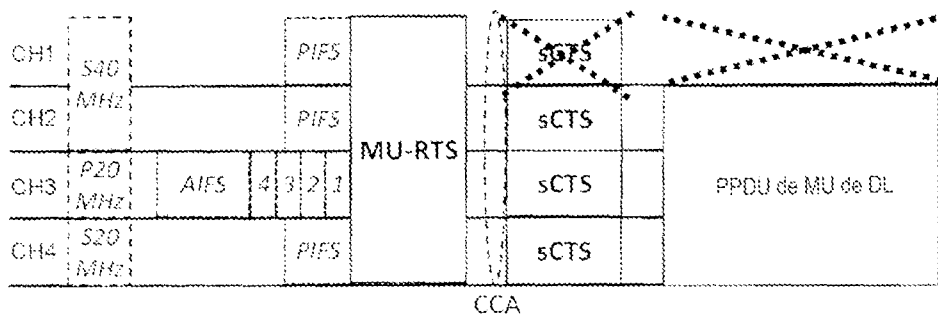 CH1
S40
MHz
PIFS
sCTS
CH2
PIFS
MU-RTS
sCTS
CH3
P20
MHz
AIFS
4
3
2
1
sCTS
PPDU de MU de DL
CH4
S20
MHz
PIFS
sCTS
CCA